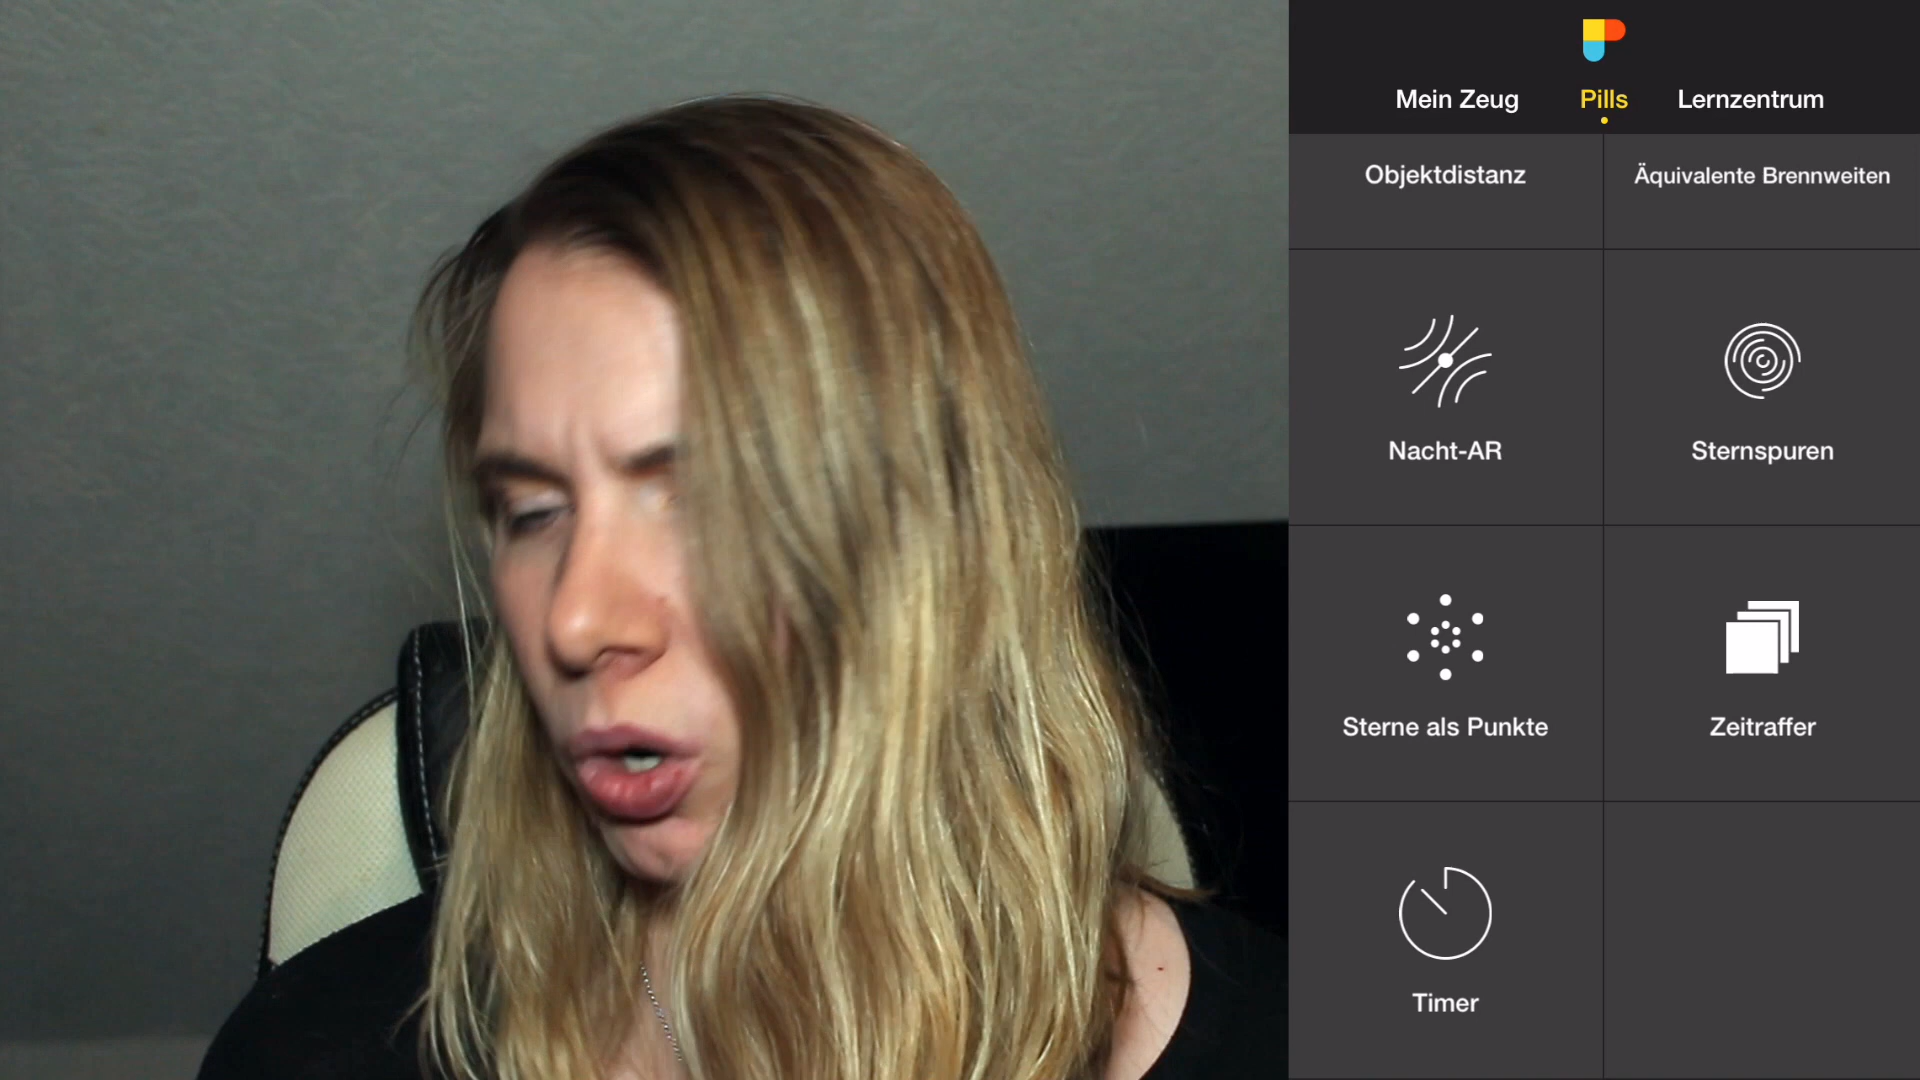 Mein Zeug Pills Lernzentrum
Objektdistanz Äquivalente Brennweiten
Nacht-AR Sternspuren
Sterne als Punkte Zeitraffer
Timer